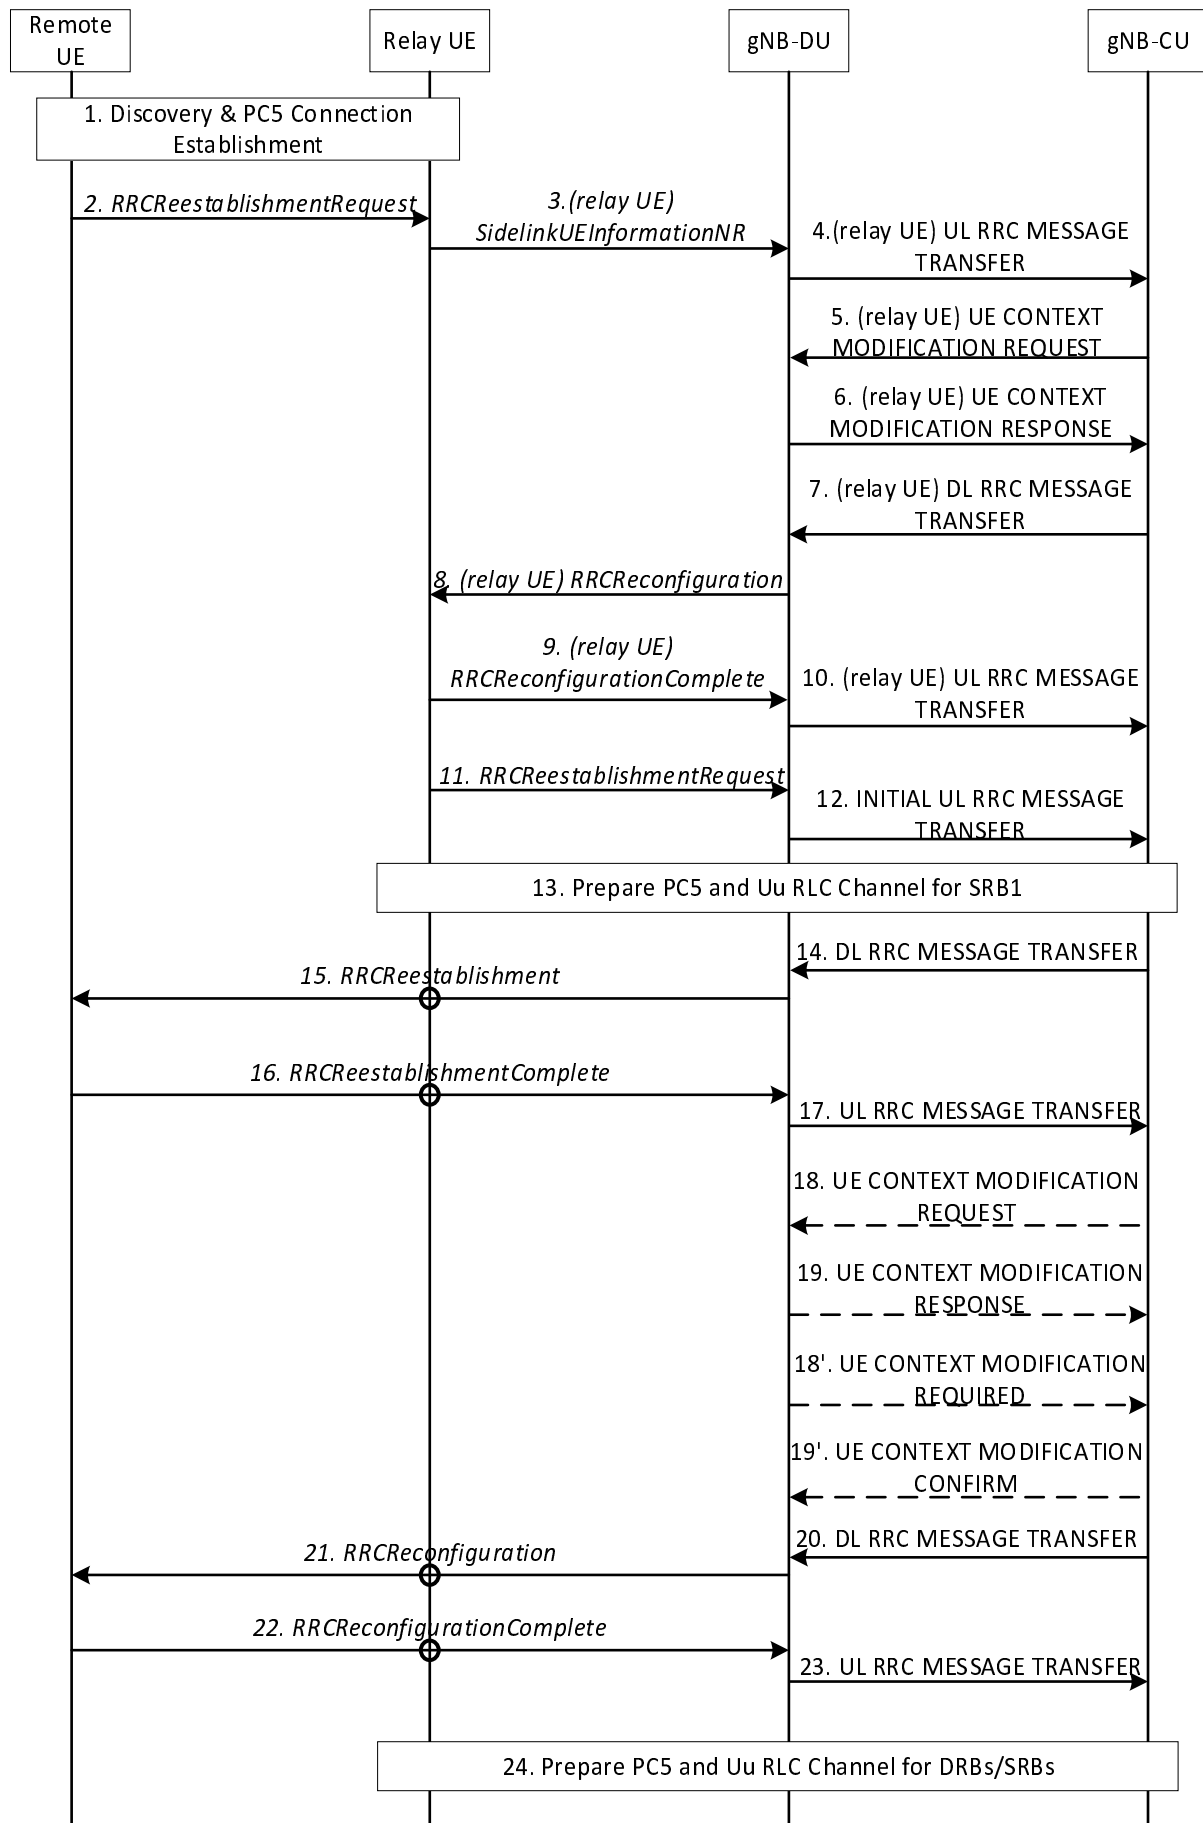 Remote
UE
Relay UE
gNB-DU
gNB-CU
1. Discovery & PC5 Connection
Establishment
2. RRCReestablishmentRequest
3.(relay UE)
SidelinkUEInformationNR
4.(relay UE) UL RRC MESSAGE
TRANSFER
5. (relay UE) UE CONTEXT
MODIFICATION REQUEST
6. (relay UE) UE CONTEXT
MODIFICATION RESPONSE
7. (relay UE) DL RRC MESSAGE
TRANSFER
8. (relay UE) RRCReconfiguration
9. (relay UE)
RRCReconfigurationComplete
10. (relay UE) UL RRC MESSAGE
TRANSFER
11. RRCReestablishmentRequest
12. INITIAL UL RRC MESSAGE
TRANSFER
13. Prepare PC5 and Uu RLC Channel for SRB1
14. DL RRC MESSAGE TRANSFER
15. RRCReestablishment
16. RRCReestablishmentComplete
17. UL RRC MESSAGE TRANSFER
18. UE CONTEXT MODIFICATION
REQUEST
19. UE CONTEXT MODIFICATION
RESPONSE
18'. UE CONTEXT MODIFICATION
REQUIRED
19'. UE CONTEXT MODIFICATION
CONFIRM
20. DL RRC MESSAGE TRANSFER
21. RRCReconfiguration
22. RRCReconfigurationComplete
23. UL RRC MESSAGE TRANSFER
24. Prepare PC5 and Uu RLC Channel for DRBs/SRBs